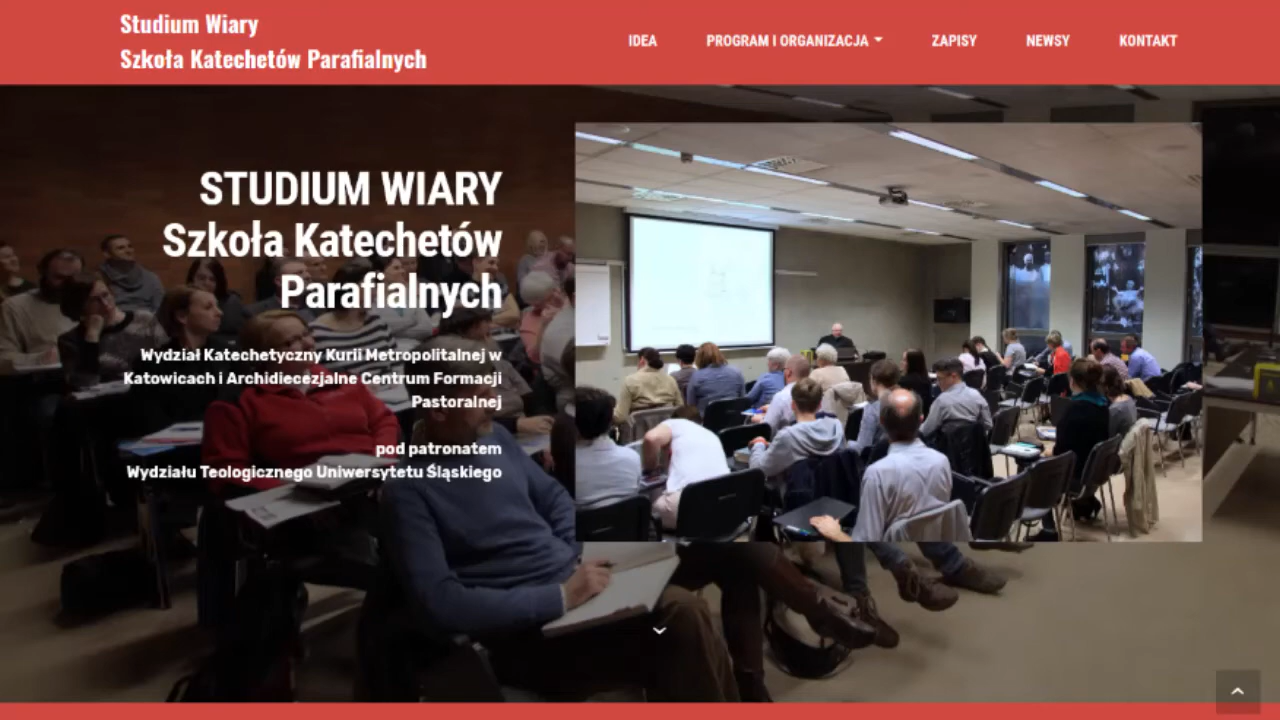 Studium Wiary
Szkoła Katechetów Parafialnych
IDEA
PROGRAM I ORGANIZACJA
ZAPISY
NEWSY
KONTAKT
STUDIUM WIARY
Szkoła Katechetów
Parafialnych
Wydział Katechetyczny Kurii Metropolitalnej w
Katowicach i Archidiecezjalne Centrum Formacji
Pastoralnej
pod patronatem
Wydziału Teologicznego Uniwersytetu Śląskiego